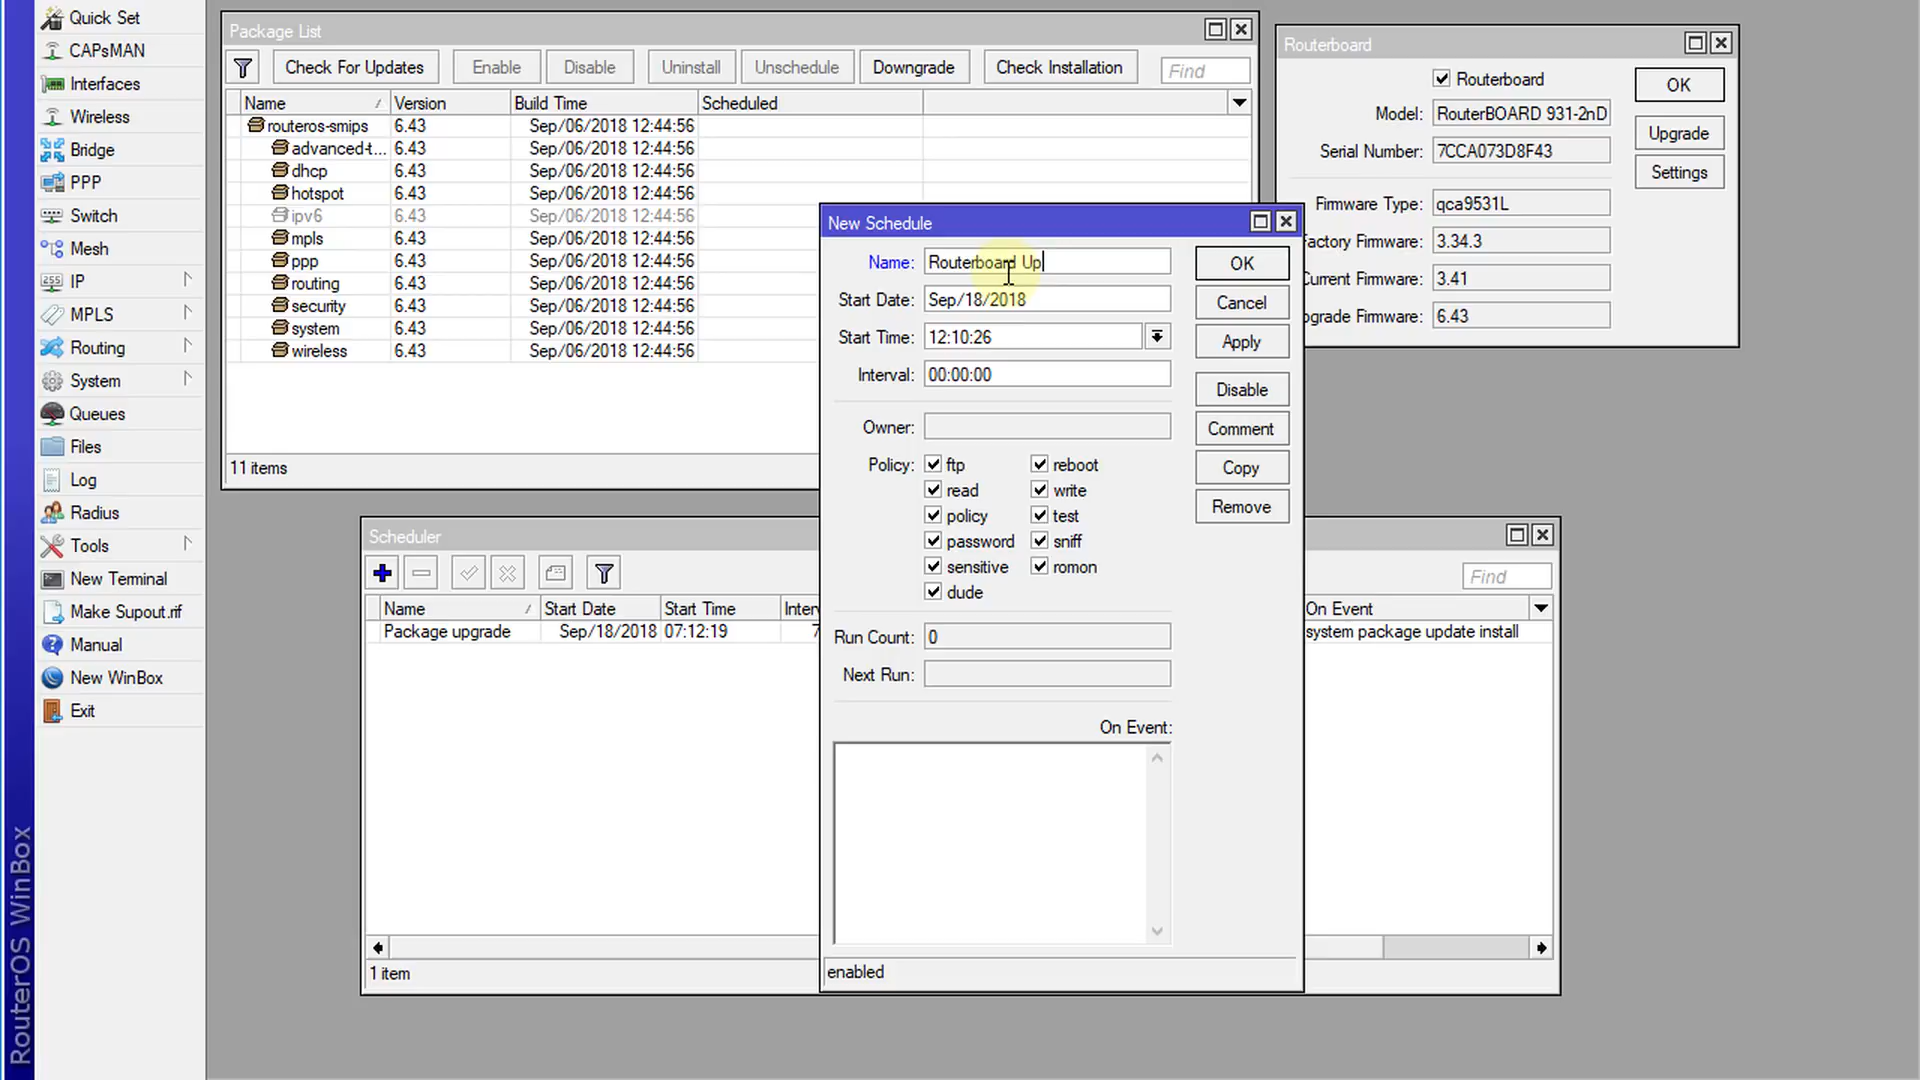 Quick Set
CAPsMAN
Interfaces
Wireless
Bridge
PPP
Switch
Mesh
IP
MPLS
Routing
System
Queues
Files
Log
Radius
Tools
New Terminal
Make Supout.rif
Manual
New WinBox
Exit
RouterOS WinBox
Package List
Check For Updates Enable Disable Uninstall Unschedule Downgrade Check Installation Find
Name Version Build Time Scheduled
routeros-smips 6.43 Sep/06/2018 12:44:56
advanced-t... 6.43 Sep/06/2018 12:44:56
dhcp 6.43 Sep/06/2018 12:44:56
hotspot 6.43 Sep/06/2018 12:44:56
ipv6 6.43 Sep/06/2018 12:44:56
mpls 6.43 Sep/06/2018 12:44:56
ppp 6.43 Sep/06/2018 12:44:56
routing 6.43 Sep/06/2018 12:44:56
security 6.43 Sep/06/2018 12:44:56
system 6.43 Sep/06/2018 12:44:56
wireless 6.43 Sep/06/2018 12:44:56
11 items
Routerboard
Routerboard OK
Model: RouterBOARD 931-2nD
Upgrade
Serial Number: 7CCA073D8F43
Settings
Firmware Type: qca9531L
actory Firmware: 3.34.3
Current Firmware: 3.41
pgrade Firmware: 6.43
New Schedule
Name: Routerboard Up OK
Start Date: Sep/18/2018 Cancel
Start Time: 12:10:26 Apply
Interval: 00:00:00 Disable
Owner: Comment
Policy: ftp reboot Copy
read write
policy test Remove
password sniff
sensitive romon
dude
Run Count: 0
Next Run:
On Event:
enabled
Scheduler
Find
Name Start Date Start Time Interv On Event
Package upgrade Sep/18/2018 07:12:19 7 system package update install
1 item